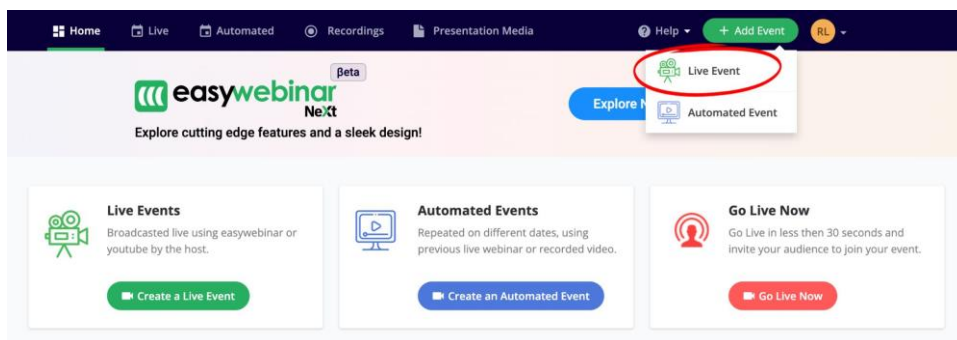 Home Live Automated Recordings Presentation Media Help + Add Event RL
Live Event
Automated Event
βeta
easywebinar
NeXt
Explore cutting edge features and a sleek design!
Explore
Live Events
Broadcasted live using easywebinar or
youtube by the host.
Create a Live Event
Automated Events
Repeated on different dates, using
previous live webinar or recorded video.
Create an Automated Event
Go Live Now
Go Live in less then 30 seconds and
invite your audience to join your event.
Go Live Now